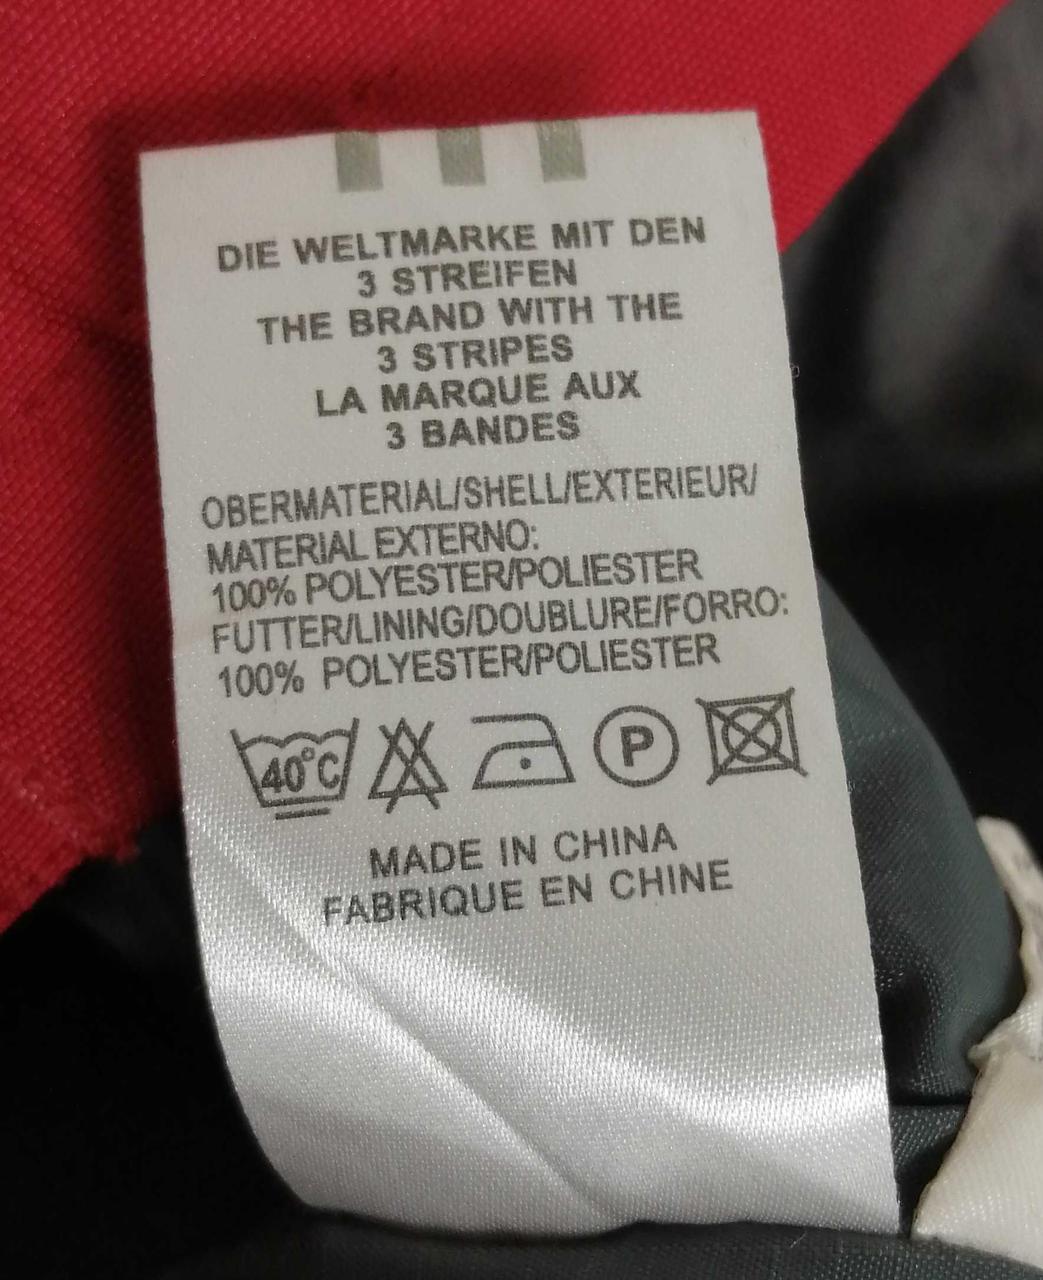 DIE WELTMARKE MIT DEN
3 STREIFEN
THE BRAND WITH THE
3 STRIPES
LA MARQUE AUX
3 BANDES
OBERMATERIAL/SHELL/EXTERIEUR/
MATERIAL EXTERNO:
100% POLYESTER/POLIESTER
FUTTER/LINING/DOUBLURE/FORRO:
100% POLYESTER/POLIESTER
40°C P
MADE IN CHINA
FABRIQUE EN CHINE